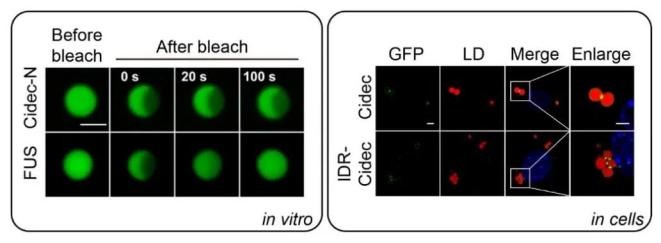 Before
bleach
After bleach
0 s
20 s
100 s
Cidec-N
FUS
in vitro
GFP
LD
Merge
Enlarge
Cidec
IDR-
Cidec
in cells